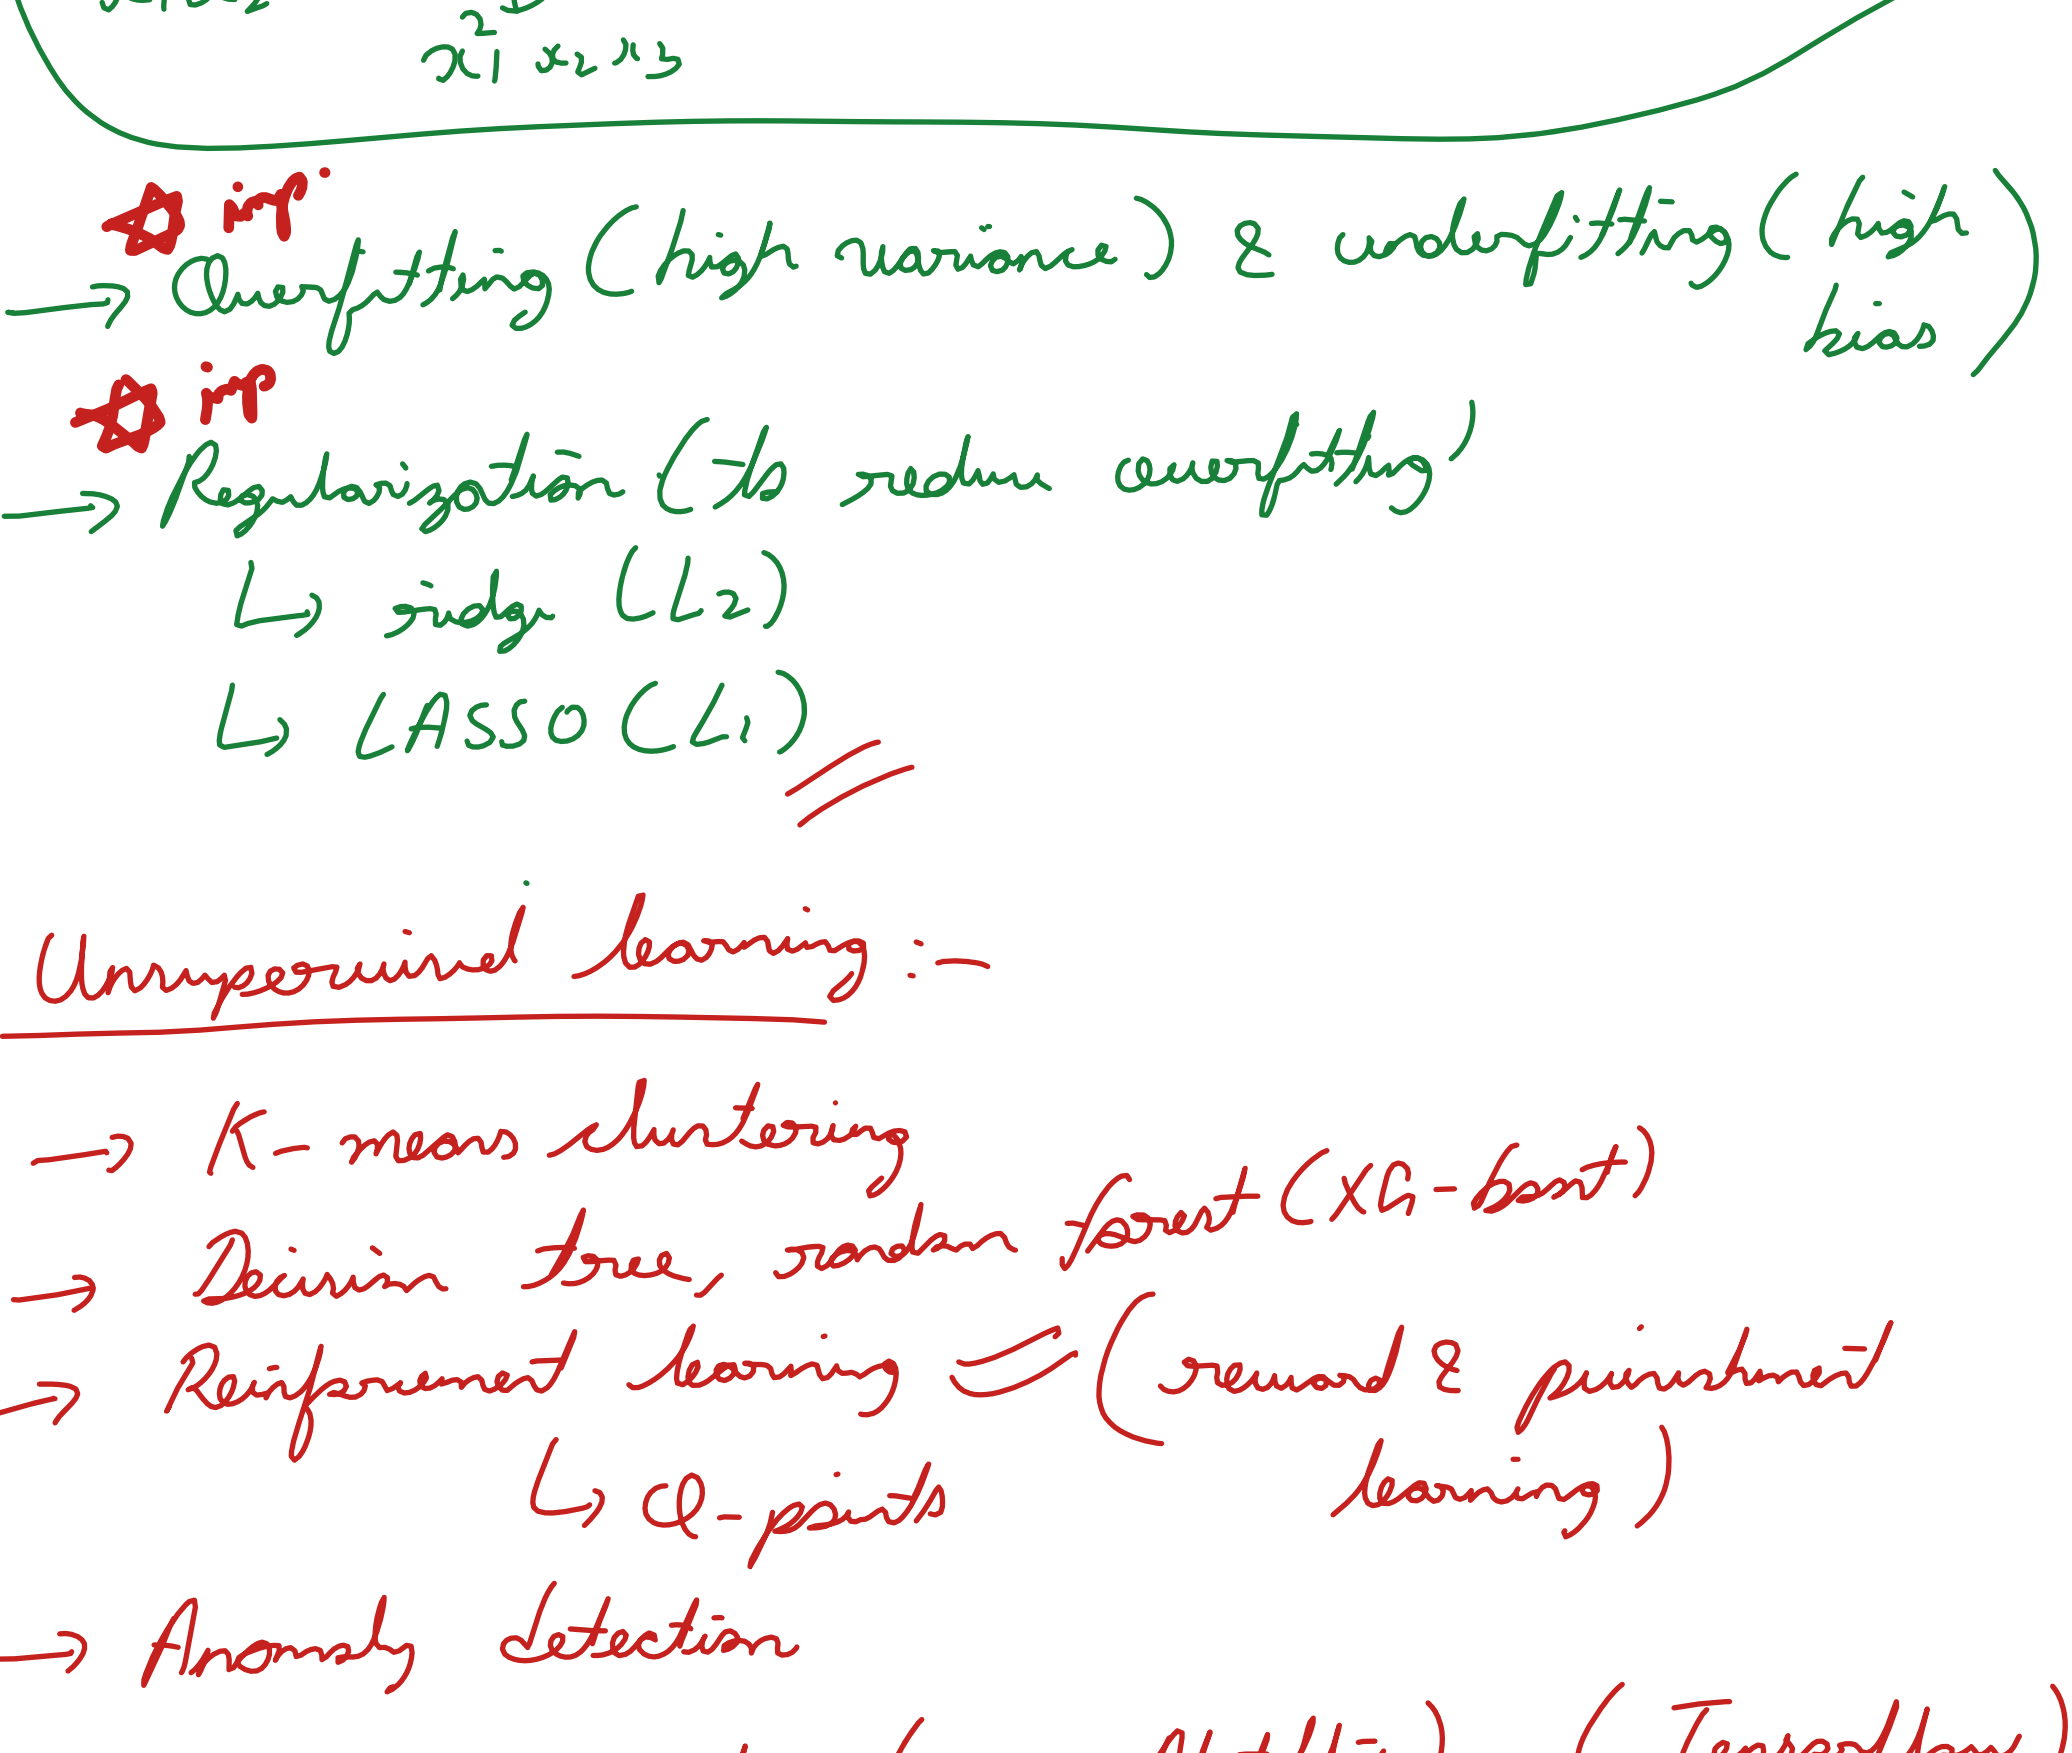 x₁² x₂ x₃
imp.
→ Overfitting (high variance) & underfitting (high
bias)
imp
→ Regularization (to reduce overfitting)
↳ ridge (L2)
↳ LASSO (L1)
Unsupervised learning :-
→ K-means clustering
→ Decision tree, random forest (XG-boost)
→ Reinforcement learning (reward & punishment
learning)
↳ Q-points
→ Anomaly detection
( Tensorflow )